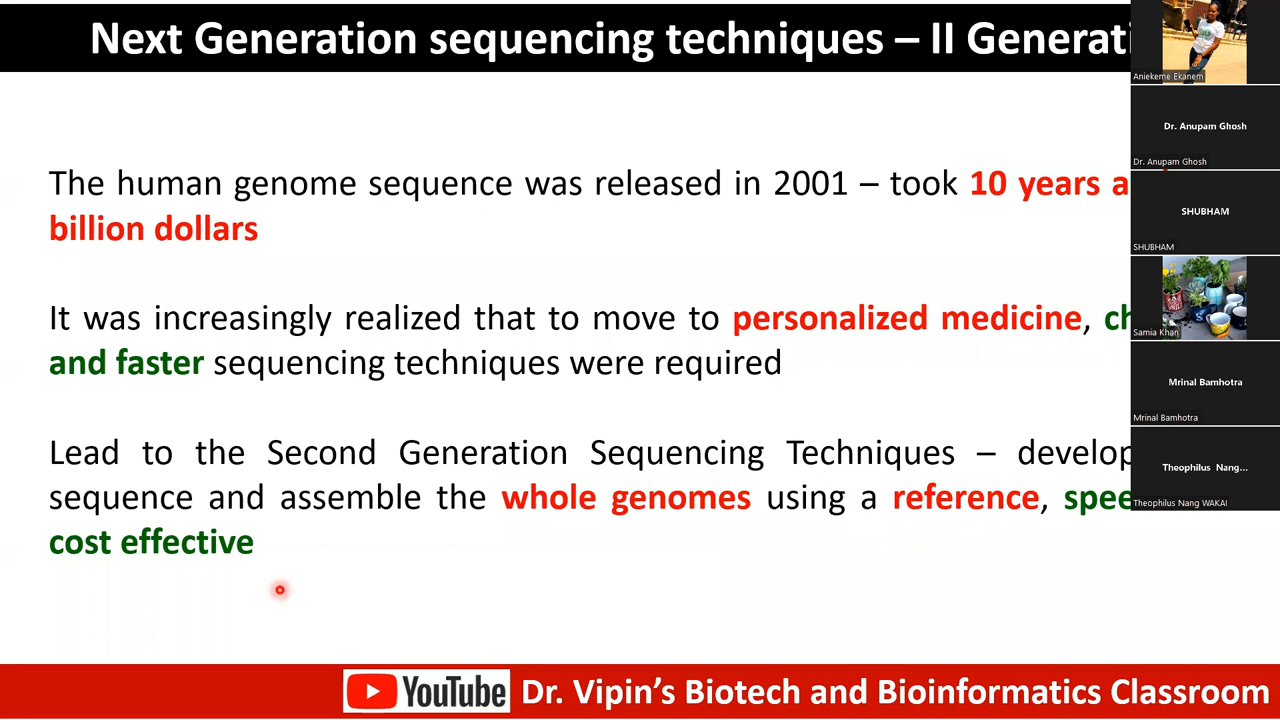 Next Generation sequencing techniques – II Generati
The human genome sequence was released in 2001 – took 10 years a
billion dollars
It was increasingly realized that to move to personalized medicine, ch
and faster sequencing techniques were required
Lead to the Second Generation Sequencing Techniques – develop
sequence and assemble the whole genomes using a reference, spee
cost effective
YouTube Dr. Vipin's Biotech and Bioinformatics Classroom
Aniekeme Ekanem
Dr. Anupam Ghosh
Dr. Anupam Ghosh
SHUBHAM
SHUBHAM
Samia Khan
Mrinal Bamhotra
Mrinal Bamhotra
Theophilus Nang...
Theophilus Nang WAKAI